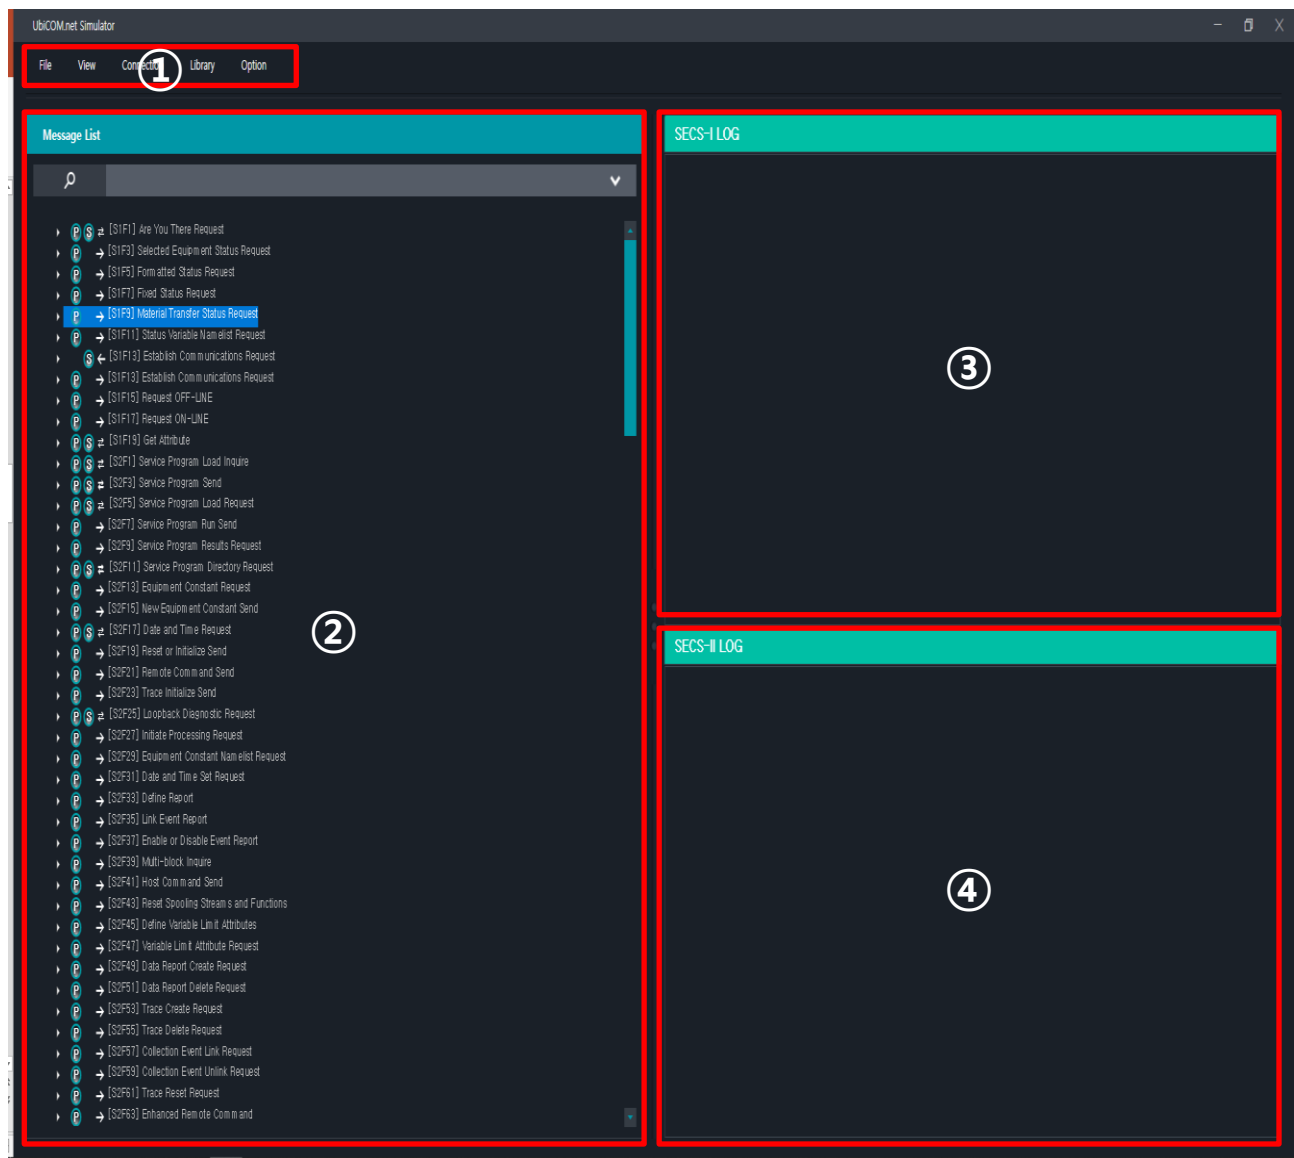 UbiCOM.net Simulator
File View Connection Library Option
①
Message List
[S1F1] Are You There Request
[S1F3] Selected Equipment Status Request
[S1F5] Formatted Status Request
[S1F7] Fixed Status Request
[S1F9] Material Transfer Status Request
[S1F11] Status Variable Namelist Request
[S1F13] Establish Communications Request
[S1F13] Establish Communications Request
[S1F15] Request OFF-LINE
[S1F17] Request ON-LINE
[S1F19] Get Attribute
[S2F1] Service Program Load Inquire
[S2F3] Service Program Send
[S2F5] Service Program Load Request
[S2F7] Service Program Run Send
[S2F9] Service Program Results Request
[S2F11] Service Program Directory Request
[S2F13] Equipment Constant Request
[S2F15] New Equipment Constant Send
[S2F17] Date and Time Request
[S2F19] Reset or Initialize Send
[S2F21] Remote Command Send
[S2F23] Trace Initialize Send
[S2F25] Loopback Diagnostic Request
[S2F27] Initiate Processing Request
[S2F29] Equipment Constant Namelist Request
[S2F31] Date and Time Set Request
[S2F33] Define Report
[S2F35] Link Event Report
[S2F37] Enable or Disable Event Report
[S2F39] Multi-block Inquire
[S2F41] Host Command Send
[S2F43] Reset Spooling Streams and Functions
[S2F45] Define Variable Limit Attributes
[S2F47] Variable Limit Attribute Request
[S2F49] Data Report Create Request
[S2F51] Data Report Delete Request
[S2F53] Trace Create Request
[S2F55] Trace Delete Request
[S2F57] Collection Event Link Request
[S2F59] Collection Event Unlink Request
[S2F61] Trace Reset Request
[S2F63] Enhanced Remote Command
②
SECS-I LOG
③
SECS-II LOG
④